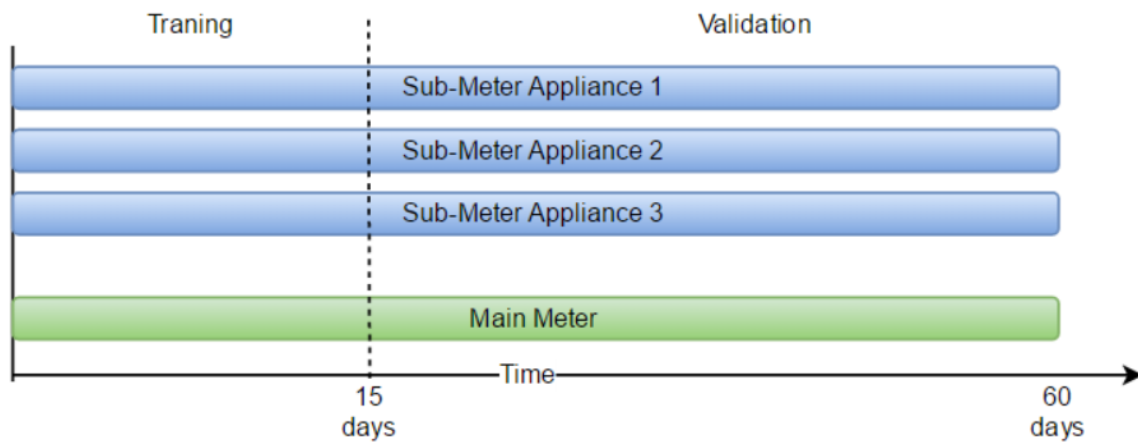 Traning
Validation
Sub-Meter Appliance 1
Sub-Meter Appliance 2
Sub-Meter Appliance 3
Main Meter
Time
15
days
60
days